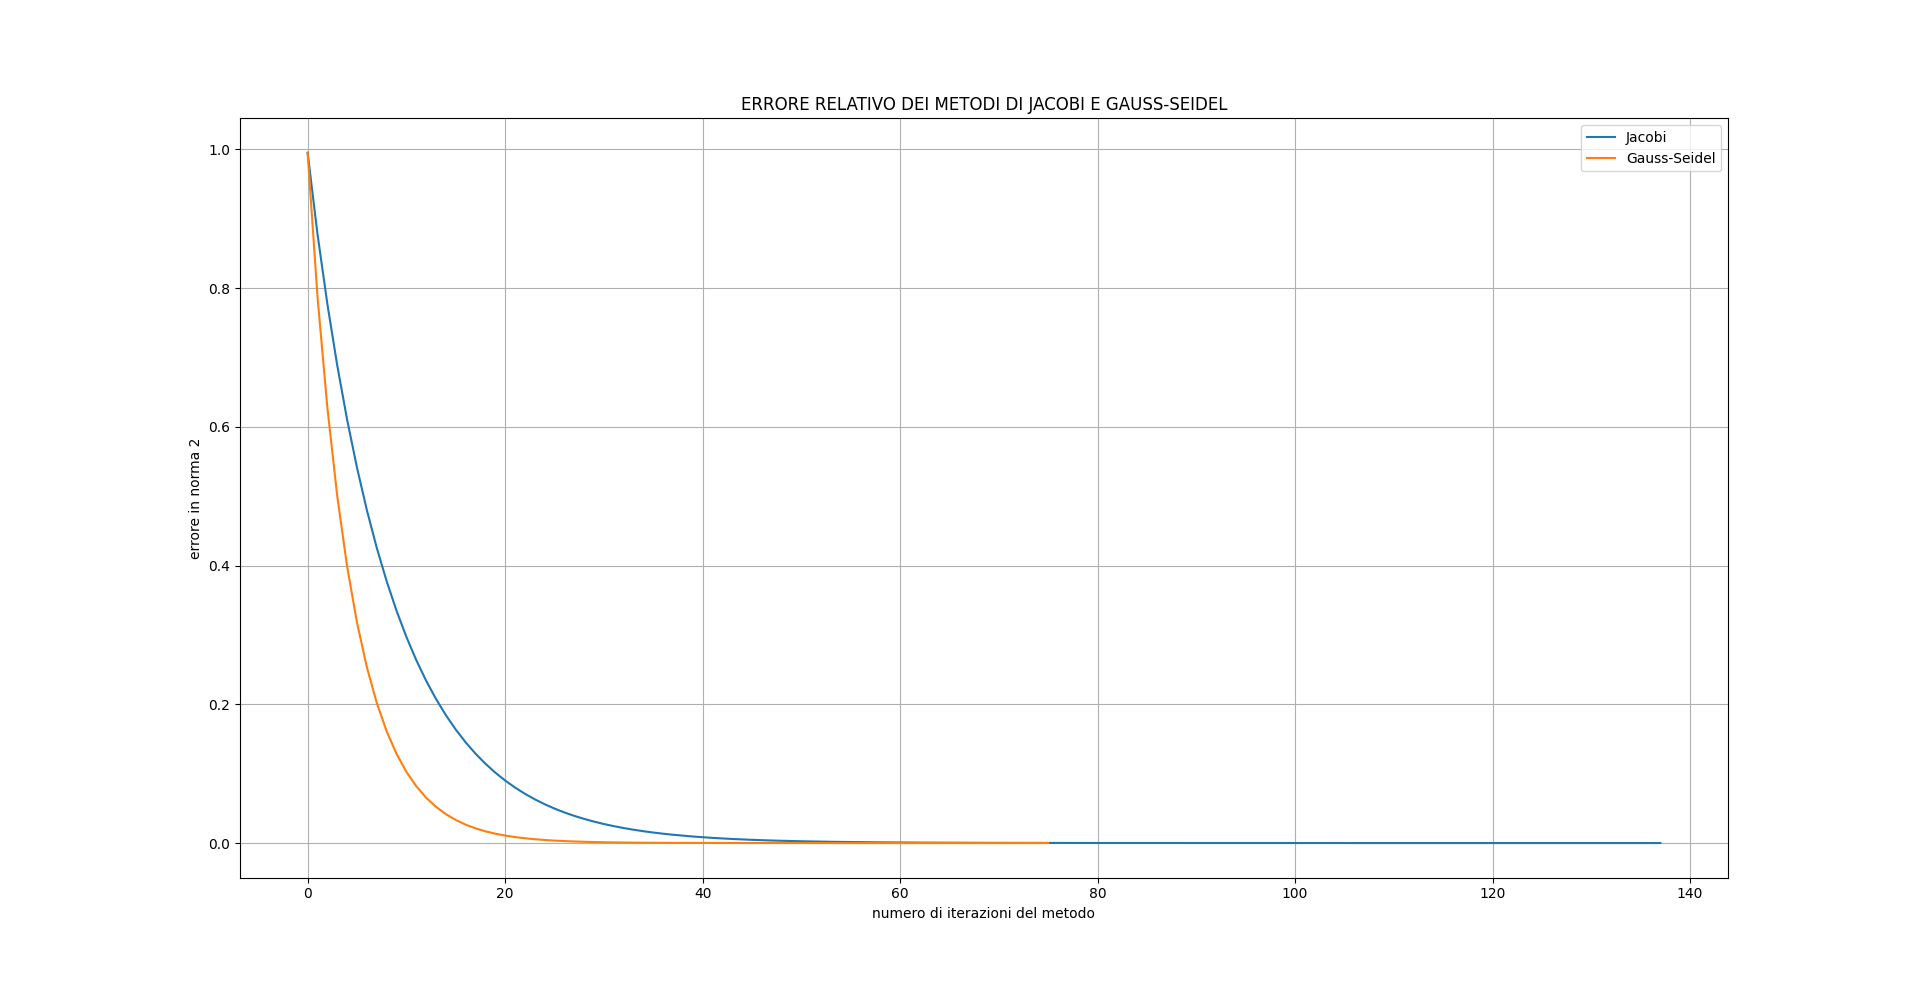 ERRORE RELATIVO DEI METODI DI JACOBI E GAUSS-SEIDEL
Jacobi
Gauss-Seidel
errore in norma 2
1.0
0.8
0.6
0.4
0.2
0.0
0 20 40 60 80 100 120 140
numero di iterazioni del metodo